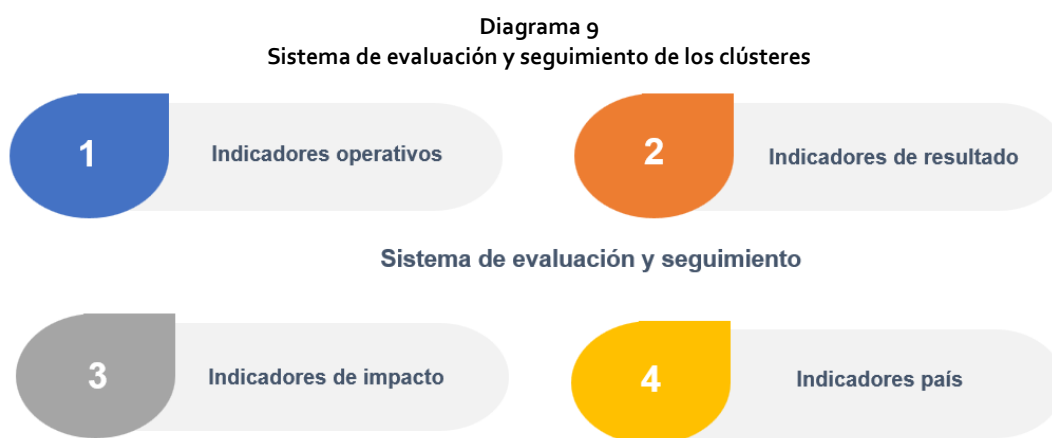 Diagrama 9
Sistema de evaluación y seguimiento de los clústeres
1
Indicadores operativos
2
Indicadores de resultado
Sistema de evaluación y seguimiento
3
Indicadores de impacto
4
Indicadores país